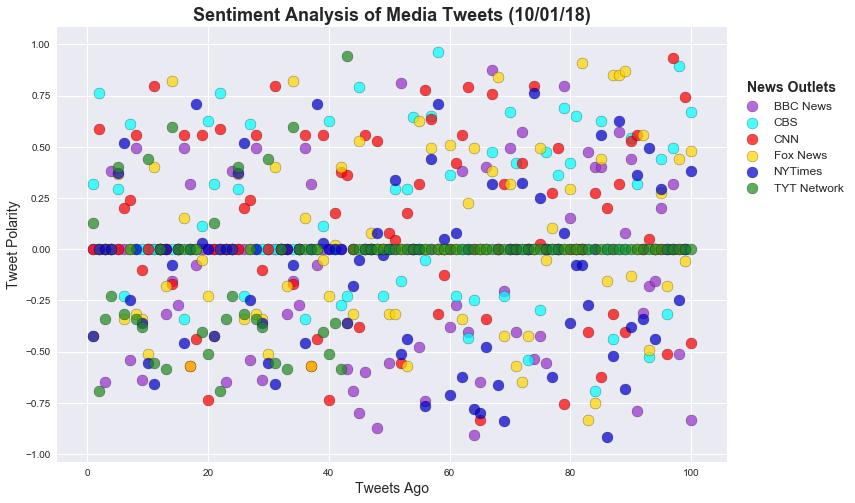 Sentiment Analysis of Media Tweets (10/01/18)
1.00
0.75
0.50
0.25
0.00
−0.25
−0.50
−0.75
−1.00
Tweet Polarity
0
20
40
60
80
100
Tweets Ago
News Outlets
BBC News
CBS
CNN
Fox News
NYTimes
TYT Network